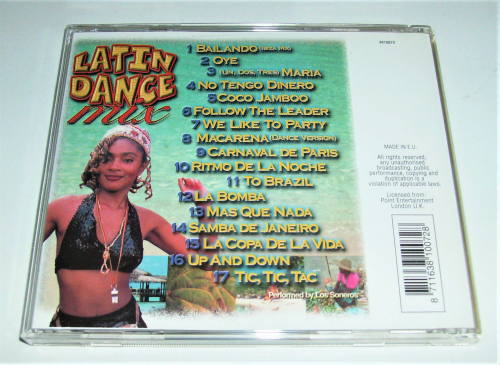 LATIN
DANCE
mix
1 BAILANDO (IBIZA MIX)
2 OYE
3 (UN, DOS, TRES) MARIA
4 NO TENGO DINERO
5 COCO JAMBOO
6 FOLLOW THE LEADER
7 WE LIKE TO PARTY
8 MACARENA (DANCE VERSION)
9 CARNAVAL DE PARIS
10 RITMO DE LA NOCHE
11 TO BRAZIL
12 LA BOMBA
13 MAS QUE NADA
14 SAMBA DE JANEIRO
15 LA COPA DE LA VIDA
16 UP AND DOWN
17 TIC, TIC, TAC
Performed by Los Soneros
MADE IN E.U.
All rights reserved,
any unauthorised
broadcasting, public
performance, copying and
duplication is a
violation of applicable laws.
Licensed from:
Point Entertainment
London U.K.
8 711638 100728